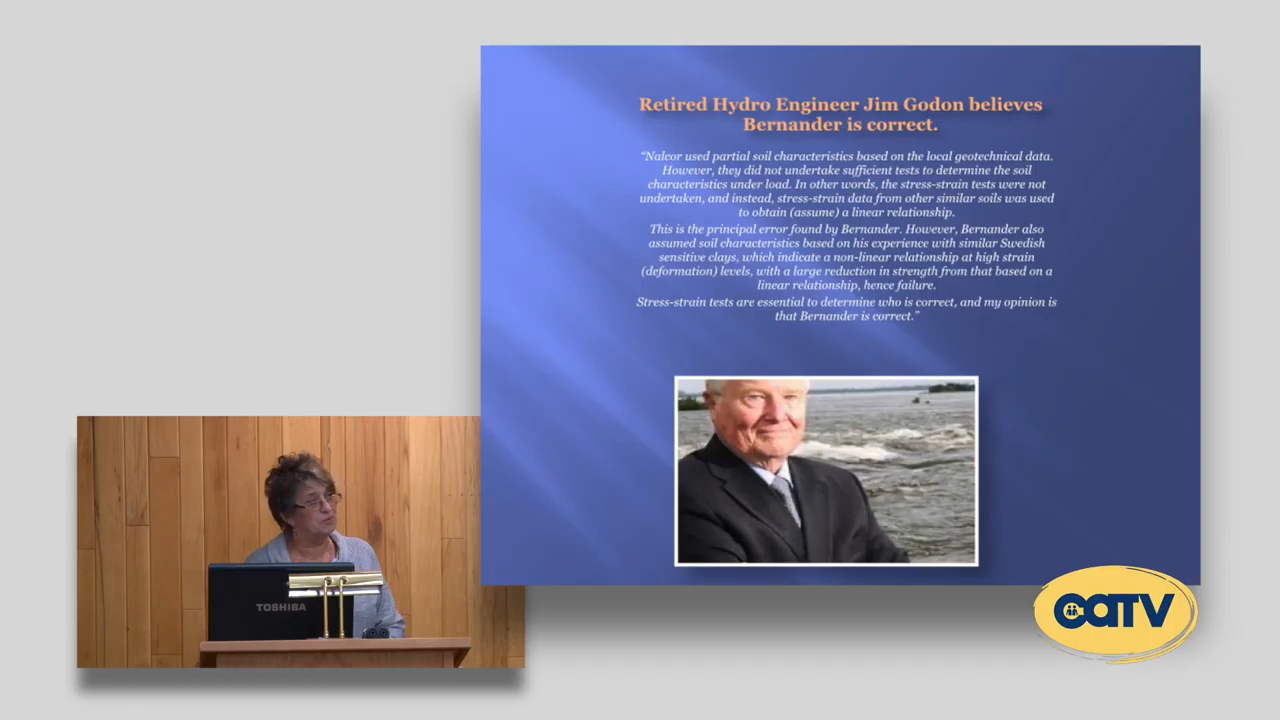 Retired Hydro Engineer Jim Godon believes
Bernander is correct.
“Nalcor used partial soil characteristics based on the local geotechnical data.
However, they did not undertake sufficient tests to determine the soil
characteristics under load. In other words, the stress-strain tests were not
undertaken, and instead, stress-strain data from other similar soils was used
to obtain (assume) a linear relationship.
This is the principal error found by Bernander. However, Bernander also
assumed soil characteristics based on his experience with similar Swedish
sensitive clays, which indicate a non-linear relationship at high strain
(deformation) levels, with a large reduction in strength from that based on a
linear relationship, hence failure.
Stress-strain tests are essential to determine who is correct, and my opinion is
that Bernander is correct.”
TOSHIBA
CATV